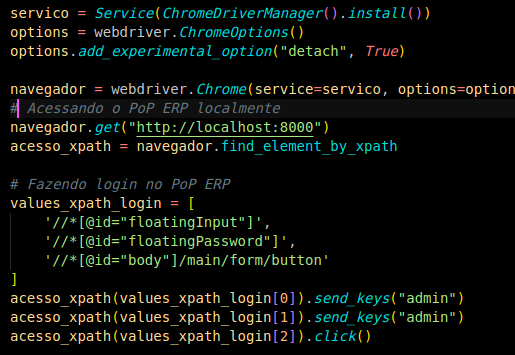 servico = Service(ChromeDriverManager().install())
options = webdriver.ChromeOptions()
options.add_experimental_option("detach", True)
navegador = webdriver.Chrome(service=servico, options=option
# Acessando o PoP ERP localmente
navegador.get("http://localhost:8000")
acesso_xpath = navegador.find_element_by_xpath
# Fazendo login no PoP ERP
values_xpath_login = [
'//*[@id="floatingInput"]',
'//*[@id="floatingPassword"]',
'//*[@id="body"]/main/form/button'
]
acesso_xpath(values_xpath_login[0]).send_keys("admin")
acesso_xpath(values_xpath_login[1]).send_keys("admin")
acesso_xpath(values_xpath_login[2]).click()